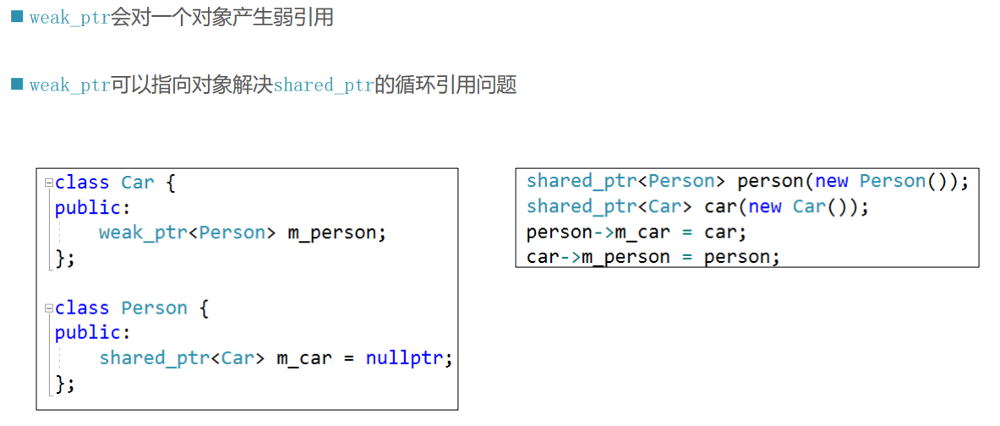 weak_ptr会对一个对象产生弱引用
weak_ptr可以指向对象解决shared_ptr的循环引用问题
class Car {
public:
    weak_ptr<Person> m_person;
};
class Person {
public:
    shared_ptr<Car> m_car = nullptr;
};
shared_ptr<Person> person(new Person());
shared_ptr<Car> car(new Car());
person->m_car = car;
car->m_person = person;